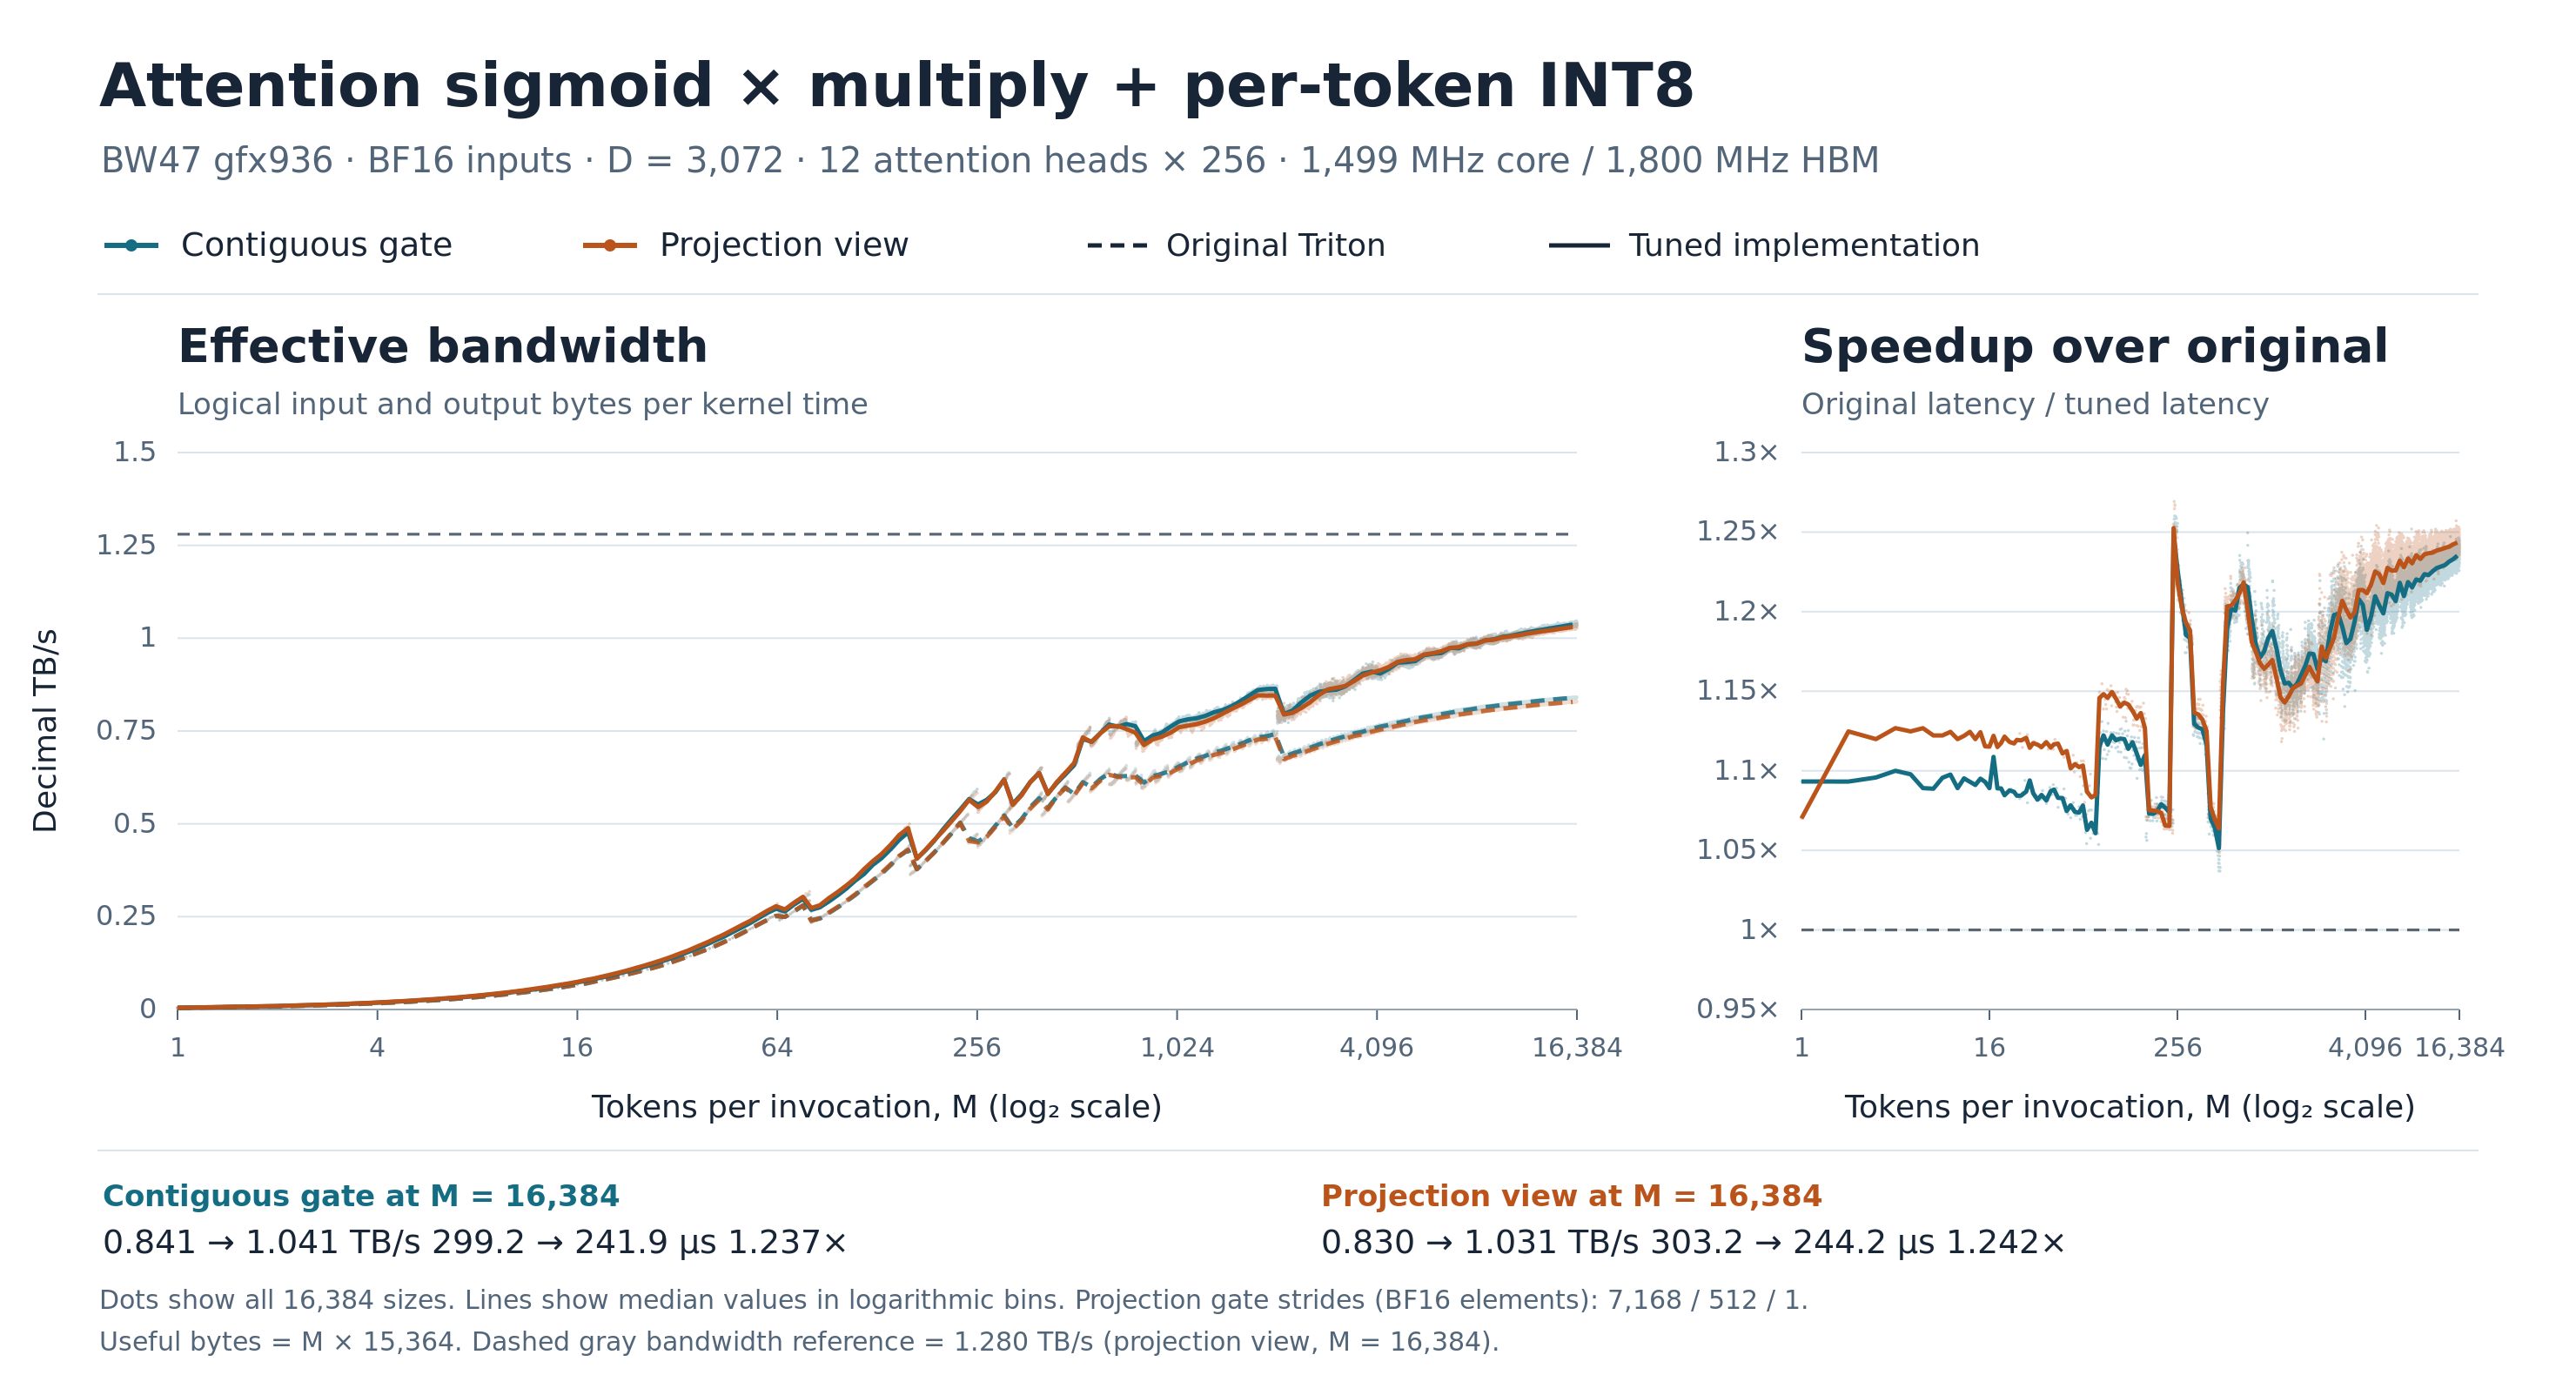 Attention sigmoid × multiply + per-token INT8
BW47 gfx936 · BF16 inputs · D = 3,072 · 12 attention heads × 256 · 1,499 MHz core / 1,800 MHz HBM
Contiguous gate
Projection view
Original Triton
Tuned implementation
Effective bandwidth
Logical input and output bytes per kernel time
1.5
1.25
1
0.75
0.5
0.25
0
Decimal TB/s
1 4 16 64 256 1,024 4,096 16,384
Tokens per invocation, M (log₂ scale)
Speedup over original
Original latency / tuned latency
1.3×
1.25×
1.2×
1.15×
1.1×
1.05×
1×
0.95×
1 16 256 4,096 16,384
Tokens per invocation, M (log₂ scale)
Contiguous gate at M = 16,384
0.841 → 1.041 TB/s 299.2 → 241.9 µs 1.237×
Projection view at M = 16,384
0.830 → 1.031 TB/s 303.2 → 244.2 µs 1.242×
Dots show all 16,384 sizes. Lines show median values in logarithmic bins. Projection gate strides (BF16 elements): 7,168 / 512 / 1.
Useful bytes = M × 15,364. Dashed gray bandwidth reference = 1.280 TB/s (projection view, M = 16,384).